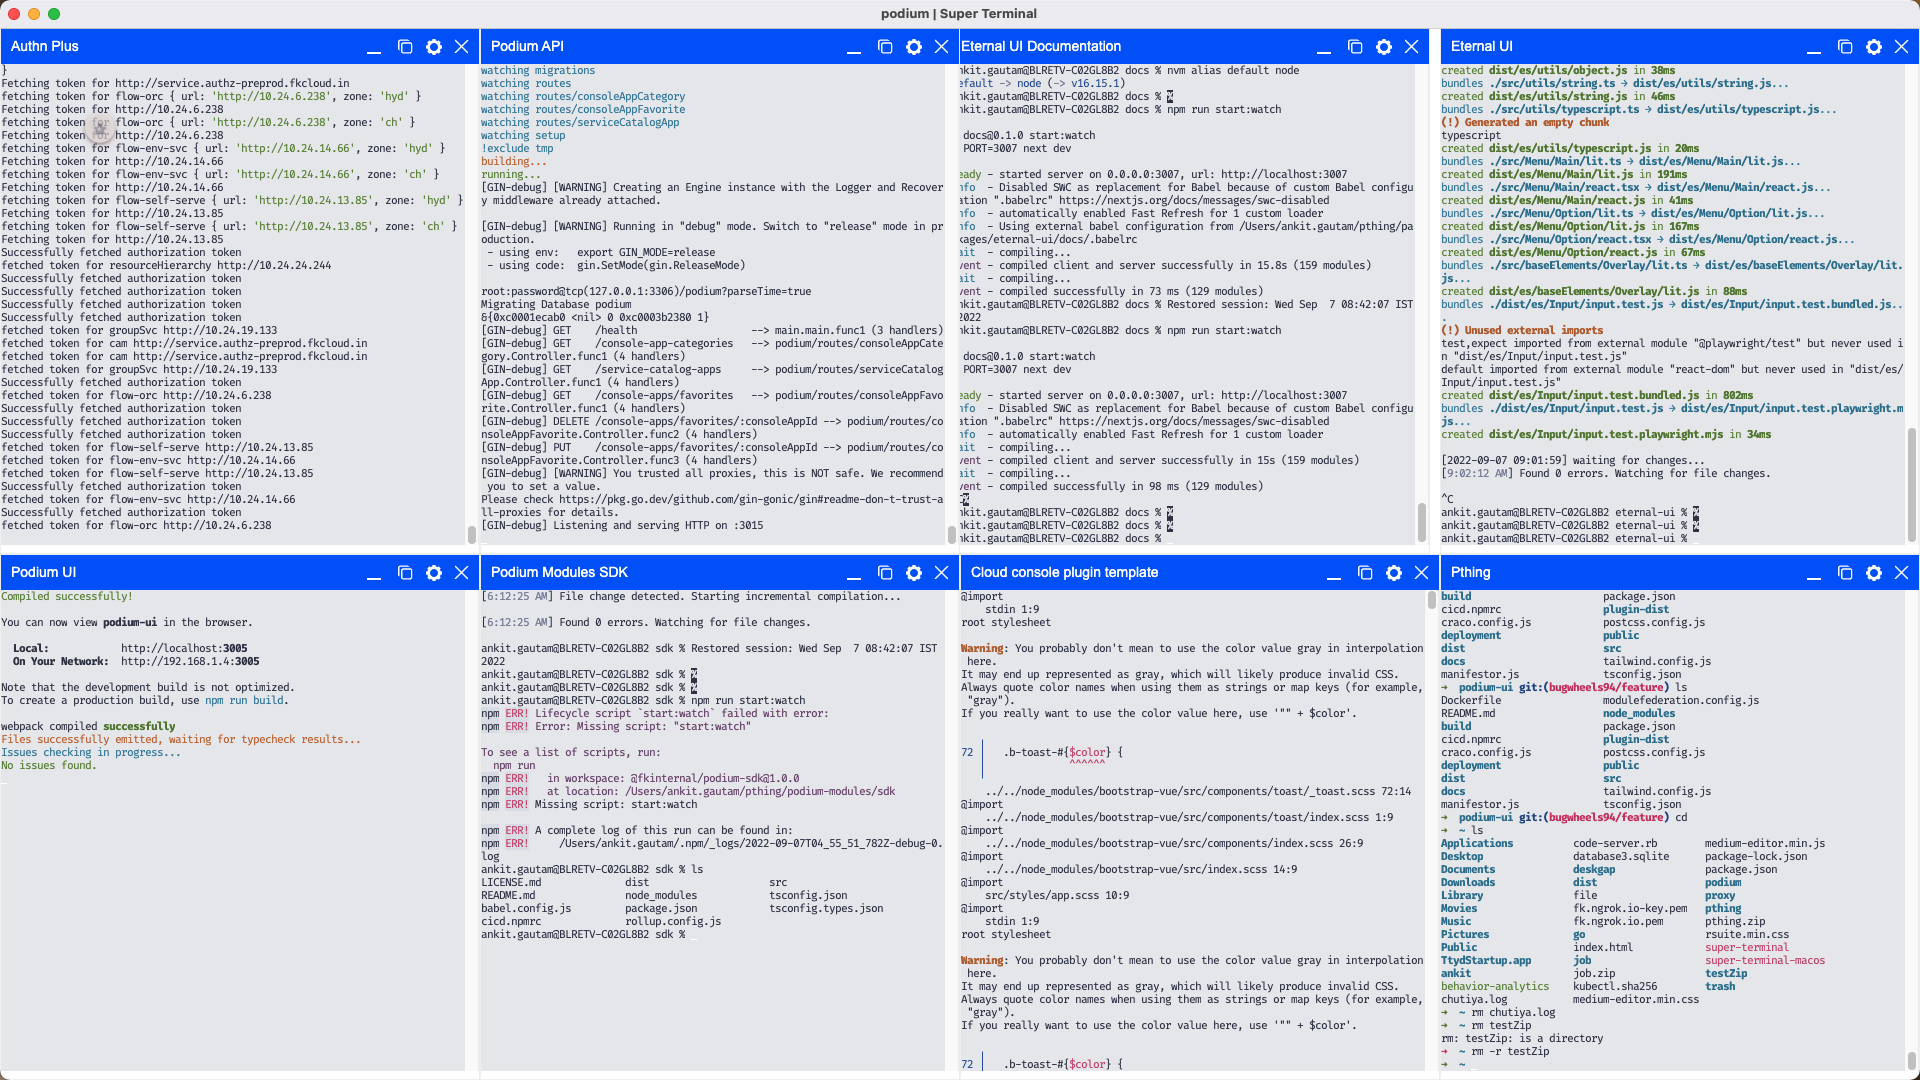 podium | Super Terminal
Authn Plus
}
Fetching token for http://service.authz-preprod.fkcloud.in
fetching token for flow-orc { url: 'http://10.24.6.238', zone: 'hyd' }
Fetching token for http://10.24.6.238
fetching token for flow-orc { url: 'http://10.24.6.238', zone: 'ch' }
Fetching token for http://10.24.6.238
fetching token for flow-env-svc { url: 'http://10.24.14.66', zone: 'hyd' }
Fetching token for http://10.24.14.66
fetching token for flow-env-svc { url: 'http://10.24.14.66', zone: 'ch' }
Fetching token for http://10.24.14.66
fetching token for flow-self-serve { url: 'http://10.24.13.85', zone: 'hyd' }
Fetching token for http://10.24.13.85
fetching token for flow-self-serve { url: 'http://10.24.13.85', zone: 'ch' }
Fetching token for http://10.24.13.85
Successfully fetched authorization token
fetched token for resourceHierarchy http://10.24.24.244
Successfully fetched authorization token
Successfully fetched authorization token
Successfully fetched authorization token
Successfully fetched authorization token
fetched token for groupSvc http://10.24.19.133
fetched token for cam http://service.authz-preprod.fkcloud.in
fetched token for cam http://service.authz-preprod.fkcloud.in
fetched token for groupSvc http://10.24.19.133
Successfully fetched authorization token
fetched token for flow-orc http://10.24.6.238
Successfully fetched authorization token
Successfully fetched authorization token
Successfully fetched authorization token
fetched token for flow-self-serve http://10.24.13.85
fetched token for flow-env-svc http://10.24.14.66
fetched token for flow-self-serve http://10.24.13.85
Successfully fetched authorization token
fetched token for flow-env-svc http://10.24.14.66
Successfully fetched authorization token
fetched token for flow-orc http://10.24.6.238
Podium API
watching migrations
watching routes
watching routes/consoleAppCategory
watching routes/consoleAppFavorite
watching routes/serviceCatalogApp
watching setup
!exclude tmp
building...
running...
[GIN-debug] [WARNING] Creating an Engine instance with the Logger and Recover
y middleware already attached.
[GIN-debug] [WARNING] Running in "debug" mode. Switch to "release" mode in pr
oduction.
- using env:   export GIN_MODE=release
- using code:  gin.SetMode(gin.ReleaseMode)
root:password@tcp(127.0.0.1:3306)/podium?parseTime=true
Migrating Database podium
&{0xc0001ecab0 <nil> 0 0xc0003b2380 1}
[GIN-debug] GET    /health                   --> main.main.func1 (3 handlers)
[GIN-debug] GET    /console-app-categories   --> podium/routes/consoleAppCate
gory.Controller.func1 (4 handlers)
[GIN-debug] GET    /service-catalog-apps     --> podium/routes/serviceCatalog
App.Controller.func1 (4 handlers)
[GIN-debug] GET    /console-apps/favorites   --> podium/routes/consoleAppFavo
rite.Controller.func1 (4 handlers)
[GIN-debug] DELETE /console-apps/favorites/:consoleAppId --> podium/routes/co
nsoleAppFavorite.Controller.func2 (4 handlers)
[GIN-debug] PUT    /console-apps/favorites/:consoleAppId --> podium/routes/co
nsoleAppFavorite.Controller.func3 (4 handlers)
[GIN-debug] [WARNING] You trusted all proxies, this is NOT safe. We recommend
you to set a value.
Please check https://pkg.go.dev/github.com/gin-gonic/gin#readme-don-t-trust-a
ll-proxies for details.
[GIN-debug] Listening and serving HTTP on :3015
Eternal UI Documentation
nkit.gautam@BLRETV-C02GL8B2 docs % nvm alias default node
efault -> node (-> v16.15.1)
nkit.gautam@BLRETV-C02GL8B2 docs % %
nkit.gautam@BLRETV-C02GL8B2 docs % npm run start:watch
docs@0.1.0 start:watch
PORT=3007 next dev
eady - started server on 0.0.0.0:3007, url: http://localhost:3007
nfo  - Disabled SWC as replacement for Babel because of custom Babel configu
ation ".babelrc" https://nextjs.org/docs/messages/swc-disabled
nfo  - automatically enabled Fast Refresh for 1 custom loader
nfo  - Using external babel configuration from /Users/ankit.gautam/pthing/pa
kages/eternal-ui/docs/.babelrc
ait  - compiling...
vent - compiled client and server successfully in 15.8s (159 modules)
ait  - compiling...
vent - compiled successfully in 73 ms (129 modules)
nkit.gautam@BLRETV-C02GL8B2 docs % Restored session: Wed Sep  7 08:42:07 IST
2022
nkit.gautam@BLRETV-C02GL8B2 docs % npm run start:watch
docs@0.1.0 start:watch
PORT=3007 next dev
eady - started server on 0.0.0.0:3007, url: http://localhost:3007
nfo  - Disabled SWC as replacement for Babel because of custom Babel configu
ation ".babelrc" https://nextjs.org/docs/messages/swc-disabled
nfo  - automatically enabled Fast Refresh for 1 custom loader
ait  - compiling...
vent - compiled client and server successfully in 15s (159 modules)
ait  - compiling...
vent - compiled successfully in 98 ms (129 modules)
%
nkit.gautam@BLRETV-C02GL8B2 docs % %
nkit.gautam@BLRETV-C02GL8B2 docs % %
nkit.gautam@BLRETV-C02GL8B2 docs %
Eternal UI
created dist/es/utils/object.js in 38ms
bundles ./src/utils/string.ts → dist/es/utils/string.js...
created dist/es/utils/string.js in 46ms
bundles ./src/utils/typescript.ts → dist/es/utils/typescript.js...
(!) Generated an empty chunk
typescript
created dist/es/utils/typescript.js in 20ms
bundles ./src/Menu/Main/lit.ts → dist/es/Menu/Main/lit.js...
created dist/es/Menu/Main/lit.js in 191ms
bundles ./src/Menu/Main/react.tsx → dist/es/Menu/Main/react.js...
created dist/es/Menu/Main/react.js in 41ms
bundles ./src/Menu/Option/lit.ts → dist/es/Menu/Option/lit.js...
created dist/es/Menu/Option/lit.js in 167ms
bundles ./src/Menu/Option/react.tsx → dist/es/Menu/Option/react.js...
created dist/es/Menu/Option/react.js in 67ms
bundles ./src/baseElements/Overlay/lit.ts → dist/es/baseElements/Overlay/lit.
js...
created dist/es/baseElements/Overlay/lit.js in 88ms
bundles ./dist/es/Input/input.test.js → dist/es/Input/input.test.bundled.js..
.
(!) Unused external imports
test,expect imported from external module "@playwright/test" but never used i
n "dist/es/Input/input.test.js"
default imported from external module "react-dom" but never used in "dist/es/
Input/input.test.js"
created dist/es/Input/input.test.bundled.js in 802ms
bundles ./dist/es/Input/input.test.js → dist/es/Input/input.test.playwright.m
js...
created dist/es/Input/input.test.playwright.mjs in 34ms
[2022-09-07 09:01:59] waiting for changes...
[9:02:12 AM] Found 0 errors. Watching for file changes.
^C
ankit.gautam@BLRETV-C02GL8B2 eternal-ui % %
ankit.gautam@BLRETV-C02GL8B2 eternal-ui % %
ankit.gautam@BLRETV-C02GL8B2 eternal-ui %
Podium UI
Compiled successfully!
You can now view podium-ui in the browser.
Local:            http://localhost:3005
On Your Network:  http://192.168.1.4:3005
Note that the development build is not optimized.
To create a production build, use npm run build.
webpack compiled successfully
Files successfully emitted, waiting for typecheck results...
Issues checking in progress...
No issues found.
Podium Modules SDK
[6:12:25 AM] File change detected. Starting incremental compilation...
[6:12:25 AM] Found 0 errors. Watching for file changes.
ankit.gautam@BLRETV-C02GL8B2 sdk % Restored session: Wed Sep  7 08:42:07 IST
2022
ankit.gautam@BLRETV-C02GL8B2 sdk % %
ankit.gautam@BLRETV-C02GL8B2 sdk % %
ankit.gautam@BLRETV-C02GL8B2 sdk % npm run start:watch
npm ERR! Lifecycle script `start:watch` failed with error:
npm ERR! Error: Missing script: "start:watch"
To see a list of scripts, run:
npm run
npm ERR!   in workspace: @fkinternal/podium-sdk@1.0.0
npm ERR!   at location: /Users/ankit.gautam/pthing/podium-modules/sdk
npm ERR! Missing script: start:watch
npm ERR! A complete log of this run can be found in:
npm ERR!     /Users/ankit.gautam/.npm/_logs/2022-09-07T04_55_51_782Z-debug-0.
log
ankit.gautam@BLRETV-C02GL8B2 sdk % ls
LICENSE.md              dist                    src
README.md               node_modules            tsconfig.json
babel.config.js         package.json            tsconfig.types.json
cicd.npmrc              rollup.config.js
ankit.gautam@BLRETV-C02GL8B2 sdk %
Cloud console plugin template
@import
stdin 1:9
root stylesheet
Warning: You probably don't mean to use the color value gray in interpolation
here.
It may end up represented as gray, which will likely produce invalid CSS.
Always quote color names when using them as strings or map keys (for example,
"gray").
If you really want to use the color value here, use '"" + $color'.
72 │   .b-toast-#{$color} {
^^^^^^
../../node_modules/bootstrap-vue/src/components/toast/_toast.scss 72:14
@import
../../node_modules/bootstrap-vue/src/components/toast/index.scss 1:9
@import
../../node_modules/bootstrap-vue/src/components/index.scss 26:9
@import
../../node_modules/bootstrap-vue/src/index.scss 14:9
@import
src/styles/app.scss 10:9
@import
stdin 1:9
root stylesheet
Warning: You probably don't mean to use the color value gray in interpolation
here.
It may end up represented as gray, which will likely produce invalid CSS.
Always quote color names when using them as strings or map keys (for example,
"gray").
If you really want to use the color value here, use '"" + $color'.
72 │   .b-toast-#{$color} {
Pthing
build                      package.json
cicd.npmrc                 plugin-dist
craco.config.js            postcss.config.js
deployment                 public
dist                       src
docs                       tailwind.config.js
manifestor.js              tsconfig.json
→  podium-ui git:(bugwheels94/feature) ls
Dockerfile                 modulefederation.config.js
README.md                  node_modules
build                      package.json
cicd.npmrc                 plugin-dist
craco.config.js            postcss.config.js
deployment                 public
dist                       src
docs                       tailwind.config.js
manifestor.js              tsconfig.json
→  podium-ui git:(bugwheels94/feature) cd
→  ~ ls
Applications          code-server.rb        medium-editor.min.js
Desktop               database3.sqlite      package-lock.json
Documents             deskgap               package.json
Downloads             dist                  podium
Library               file                  proxy
Movies                fk.ngrok.io-key.pem   pthing
Music                 fk.ngrok.io.pem       pthing.zip
Pictures              go                    rsuite.min.css
Public                index.html            super-terminal
TtydStartup.app       job                   super-terminal-macos
ankit                 job.zip               testZip
behavior-analytics    kubectl.sha256        trash
chutiya.log           medium-editor.min.css
→  ~ rm chutiya.log
→  ~ rm testZip
rm: testZip: is a directory
→  ~ rm -r testZip
→  ~